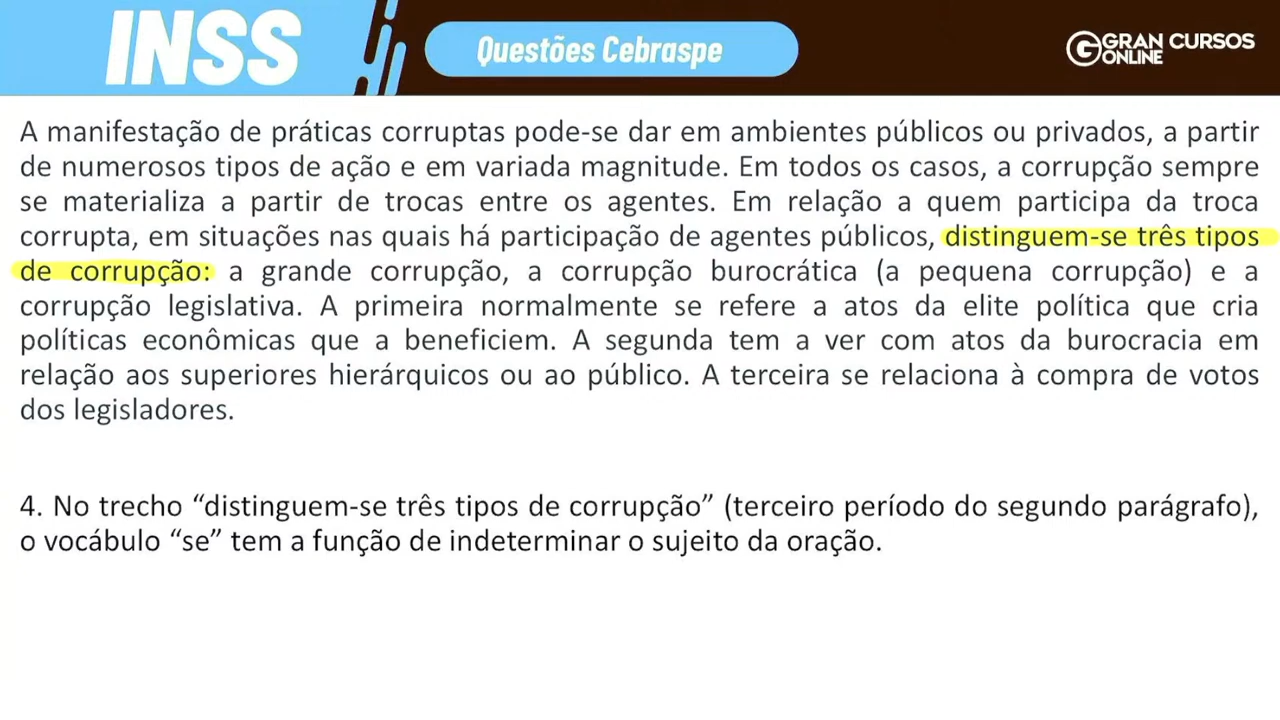 INSS
Questões Cebraspe
GRAN CURSOS
ONLINE
A manifestação de práticas corruptas pode-se dar em ambientes públicos ou privados, a partir
de numerosos tipos de ação e em variada magnitude. Em todos os casos, a corrupção sempre
se materializa a partir de trocas entre os agentes. Em relação a quem participa da troca
corrupta, em situações nas quais há participação de agentes públicos, distinguem-se três tipos
de corrupção: a grande corrupção, a corrupção burocrática (a pequena corrupção) e a
corrupção legislativa. A primeira normalmente se refere a atos da elite política que cria
políticas econômicas que a beneficiem. A segunda tem a ver com atos da burocracia em
relação aos superiores hierárquicos ou ao público. A terceira se relaciona à compra de votos
dos legisladores.
4. No trecho “distinguem-se três tipos de corrupção” (terceiro período do segundo parágrafo),
o vocábulo “se” tem a função de indeterminar o sujeito da oração.